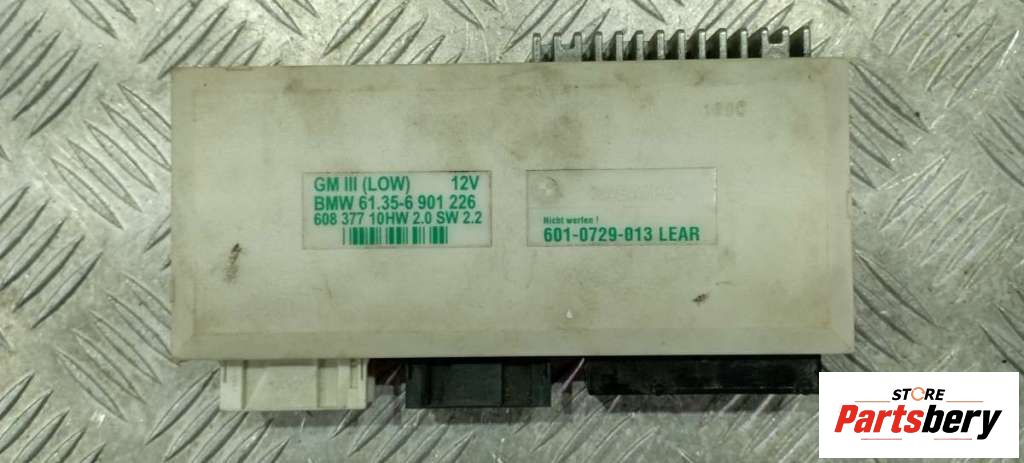 GM III (LOW) 12V
BMW 61.35-6 901 226
608 377 10HW 2.0 SW 2.2
Nicht werfen !
601-0729-013 LEAR
STORE
Partsbery